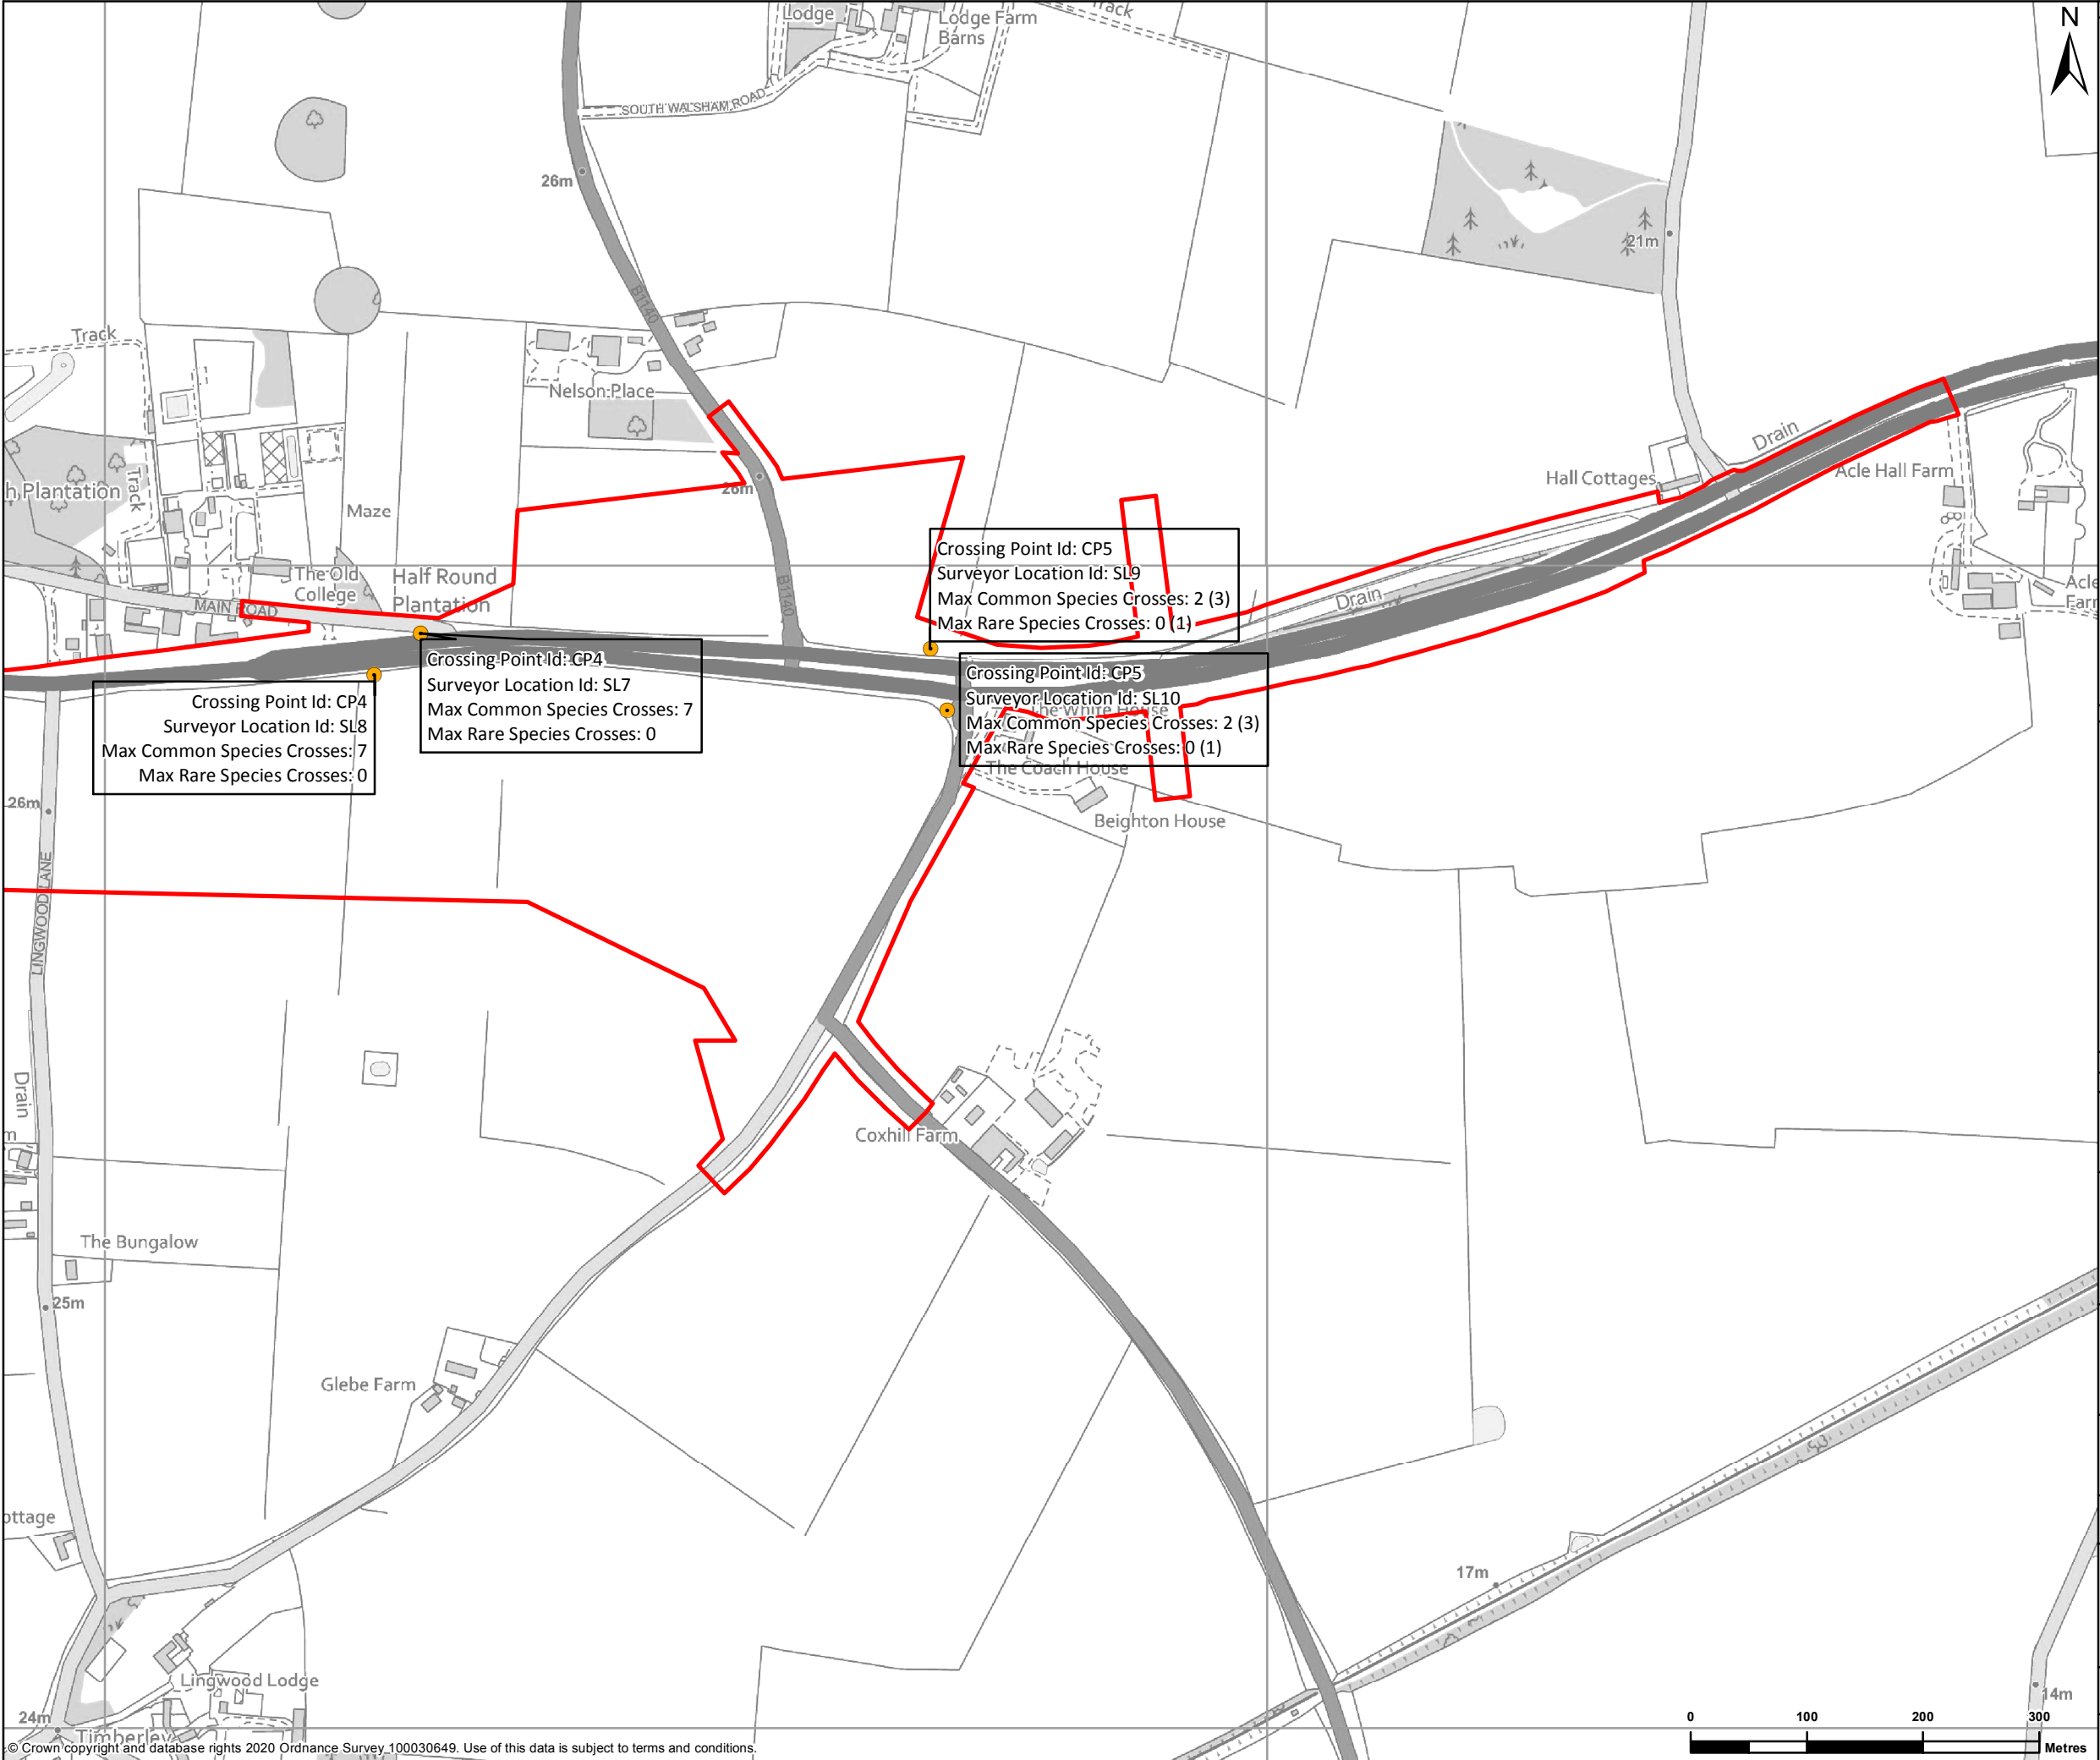 Lodge
Lodge Farm
Barns
Track
N
SOUTH WALSHAM ROAD
26m
21m
B1140
Track
Nelson Place
Drain
Hall Cottages
Acle Hall Farm
h Plantation
Track
Maze
26m
Crossing Point Id: CP5
Surveyor Location Id: SL9
Max Common Species Crosses: 2 (3)
Max Rare Species Crosses: 0 (1)
The Old
College
Half Round
Plantation
MAIN ROAD
B1140
Drain
Acle
Farr
Crossing Point Id: CP4
Surveyor Location Id: SL7
Max Common Species Crosses: 7
Max Rare Species Crosses: 0
Crossing Point Id: CP5
Surveyor Location Id: SL10
The White House
Max Common Species Crosses: 2 (3)
Max Rare Species Crosses: 0 (1)
The Coach House
Crossing Point Id: CP4
Surveyor Location Id: SL8
Max Common Species Crosses: 7
Max Rare Species Crosses: 0
26m
Beighton House
LINGWOOD LANE
Drain
m
Coxhill Farm
The Bungalow
25m
Glebe Farm
ottage
17m
Lingwood Lodge
24m
Timberley
14m
0 100 200 300
Metres
© Crown copyright and database rights 2020 Ordnance Survey 100030649. Use of this data is subject to terms and conditions.